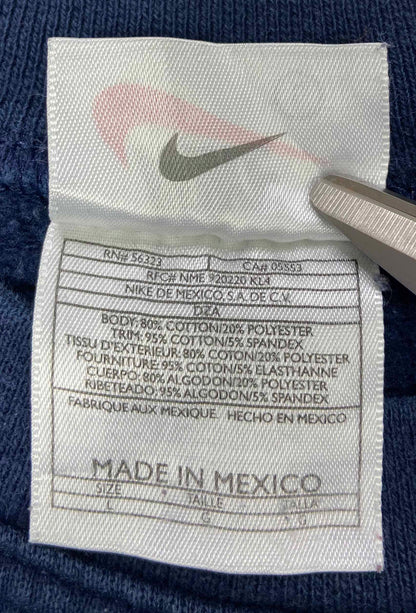 RN# 56323 CA# 05553
RFC# NME 920220 KL4
NIKE DE MEXICO, S.A. DE C.V.
DZA
BODY: 80% COTTON/20% POLYESTER
TRIM: 95% COTTON/5% SPANDEX
TISSU D'EXTERIEUR: 80% COTON/20% POLYESTER
FOURNITURE: 95% COTON/5% ELASTHANNE
CUERPO: 80% ALGODON/20% POLYESTER
RIBETEADO: 95% ALGODON/5% SPANDEX
FABRIQUE AUX MEXIQUE. HECHO EN MEXICO
MADE IN MEXICO
SIZE * TAILLE * TALLA
L G G